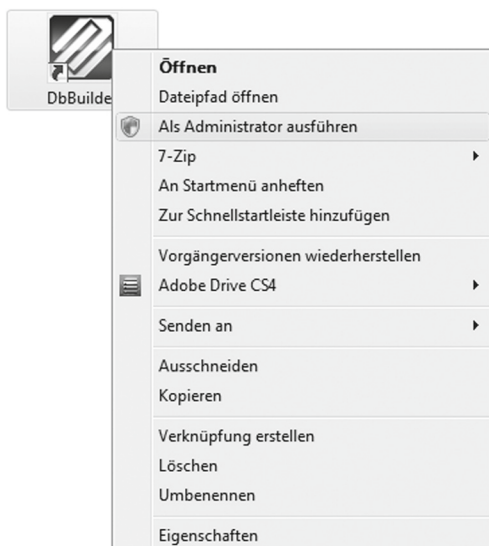 DbBuilde
Öffnen
Dateipfad öffnen
Als Administrator ausführen
7-Zip
An Startmenü anheften
Zur Schnellstartleiste hinzufügen
Vorgängerversionen wiederherstellen
Adobe Drive CS4
Senden an
Ausschneiden
Kopieren
Verknüpfung erstellen
Löschen
Umbenennen
Eigenschaften